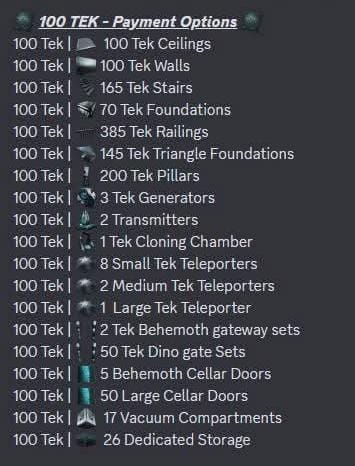 100 TEK - Payment Options
100 Tek | 100 Tek Ceilings
100 Tek | 100 Tek Walls
100 Tek | 165 Tek Stairs
100 Tek | 70 Tek Foundations
100 Tek | 385 Tek Railings
100 Tek | 145 Tek Triangle Foundations
100 Tek | 200 Tek Pillars
100 Tek | 3 Tek Generators
100 Tek | 2 Transmitters
100 Tek | 1 Tek Cloning Chamber
100 Tek | 8 Small Tek Teleporters
100 Tek | 2 Medium Tek Teleporters
100 Tek | 1 Large Tek Teleporter
100 Tek | 2 Tek Behemoth gateway sets
100 Tek | 50 Tek Dino gate Sets
100 Tek | 5 Behemoth Cellar Doors
100 Tek | 50 Large Cellar Doors
100 Tek | 17 Vacuum Compartments
100 Tek | 26 Dedicated Storage